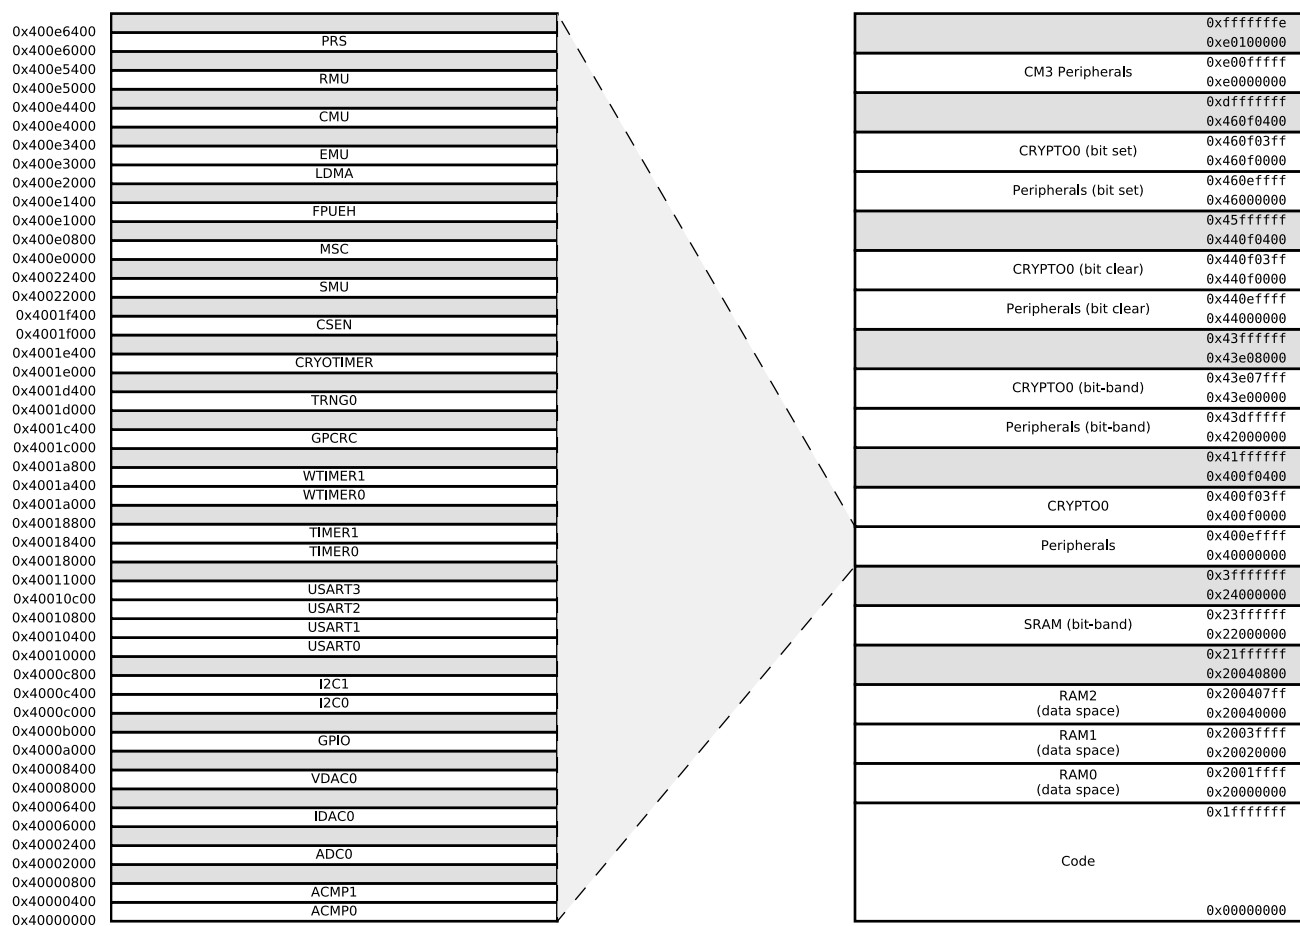 0x400e6400
PRS
0x400e6000
0x400e5400
RMU
0x400e5000
0x400e4400
CMU
0x400e4000
0x400e3400
EMU
0x400e3000
LDMA
0x400e2000
0x400e1400
FPUEH
0x400e1000
0x400e0800
MSC
0x400e0000
0x40022400
SMU
0x40022000
0x4001f400
CSEN
0x4001f000
0x4001e400
CRYOTIMER
0x4001e000
0x4001d400
TRNG0
0x4001d000
0x4001c400
GPCRC
0x4001c000
0x4001a800
WTIMER1
0x4001a400
WTIMER0
0x4001a000
0x40018800
TIMER1
0x40018400
TIMER0
0x40018000
0x40011000
USART3
0x40010c00
USART2
0x40010800
USART1
0x40010400
USART0
0x40010000
0x4000c800
I2C1
0x4000c400
I2C0
0x4000c000
0x4000b000
GPIO
0x4000a000
0x40008400
VDAC0
0x40008000
0x40006400
IDAC0
0x40006000
0x40002400
ADC0
0x40002000
0x40000800
ACMP1
0x40000400
ACMP0
0x40000000
0xfffffffe
0xe0100000
CM3 Peripherals
0xe00fffff
0xe0000000
0xdfffffff
0x460f0400
CRYPTO0 (bit set)
0x460f03ff
0x460f0000
Peripherals (bit set)
0x460effff
0x46000000
0x45ffffff
0x440f0400
CRYPTO0 (bit clear)
0x440f03ff
0x440f0000
Peripherals (bit clear)
0x440effff
0x44000000
0x43ffffff
0x43e08000
CRYPTO0 (bit-band)
0x43e07fff
0x43e00000
Peripherals (bit-band)
0x43dfffff
0x42000000
0x41ffffff
0x400f0400
CRYPTO0
0x400f03ff
0x400f0000
Peripherals
0x400effff
0x40000000
0x3fffffff
0x24000000
SRAM (bit-band)
0x23ffffff
0x22000000
0x21ffffff
0x20040800
RAM2
(data space)
0x200407ff
0x20040000
RAM1
(data space)
0x2003ffff
0x20020000
RAM0
(data space)
0x2001ffff
0x20000000
0x1fffffff
Code
0x00000000